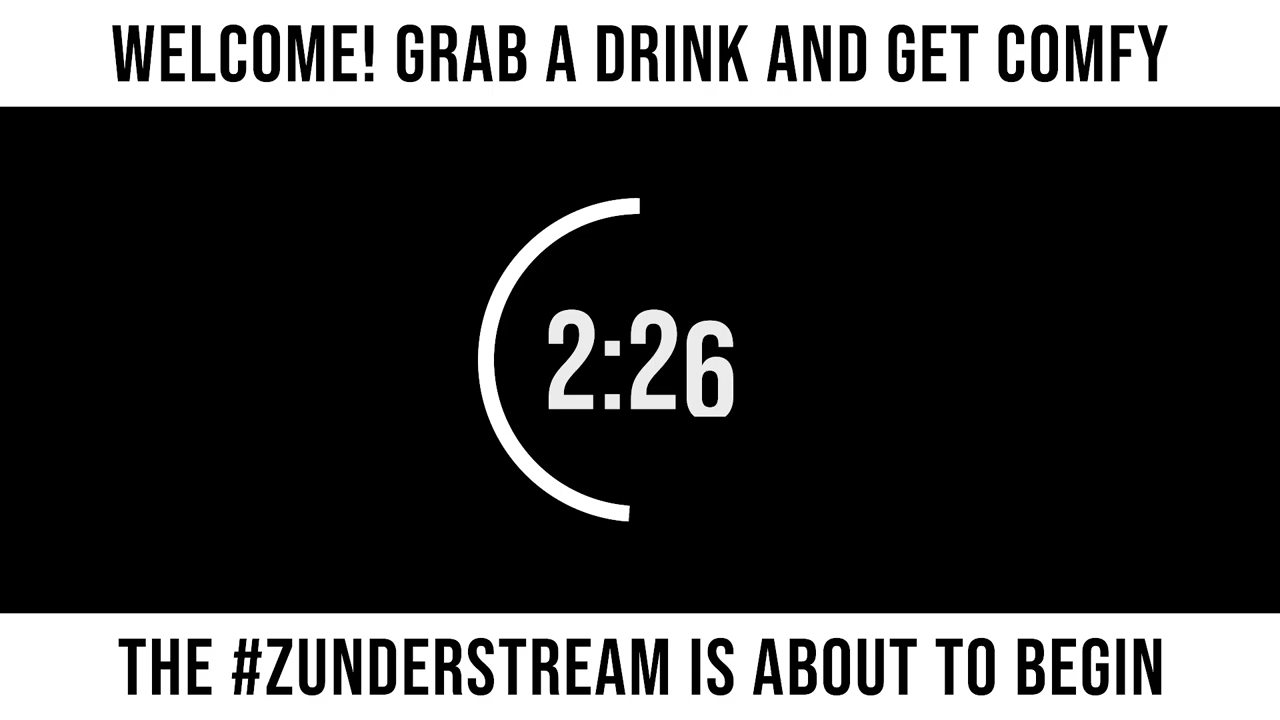 WELCOME! GRAB A DRINK AND GET COMFY
2:26
THE #ZUNDERSTREAM IS ABOUT TO BEGIN